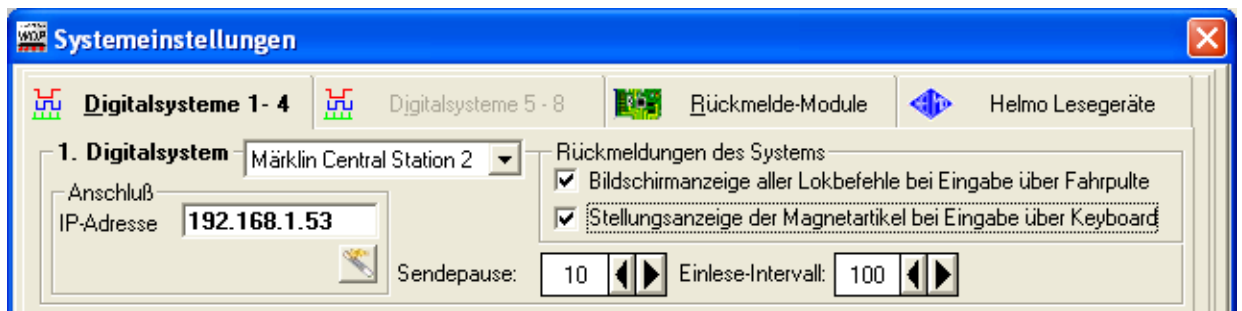 Systemeinstellungen
Digitalsysteme 1- 4
Digitalsysteme 5 - 8
Rückmelde-Module
Helmo Lesegeräte
1. Digitalsystem
Märklin Central Station 2
Anschluß
IP-Adresse
192.168.1.53
Rückmeldungen des Systems
Bildschirmanzeige aller Lokbefehle bei Eingabe über Fahrpulte
Stellungsanzeige der Magnetartikel bei Eingabe über Keyboard
Sendepause: 10
Einlese-Intervall: 100